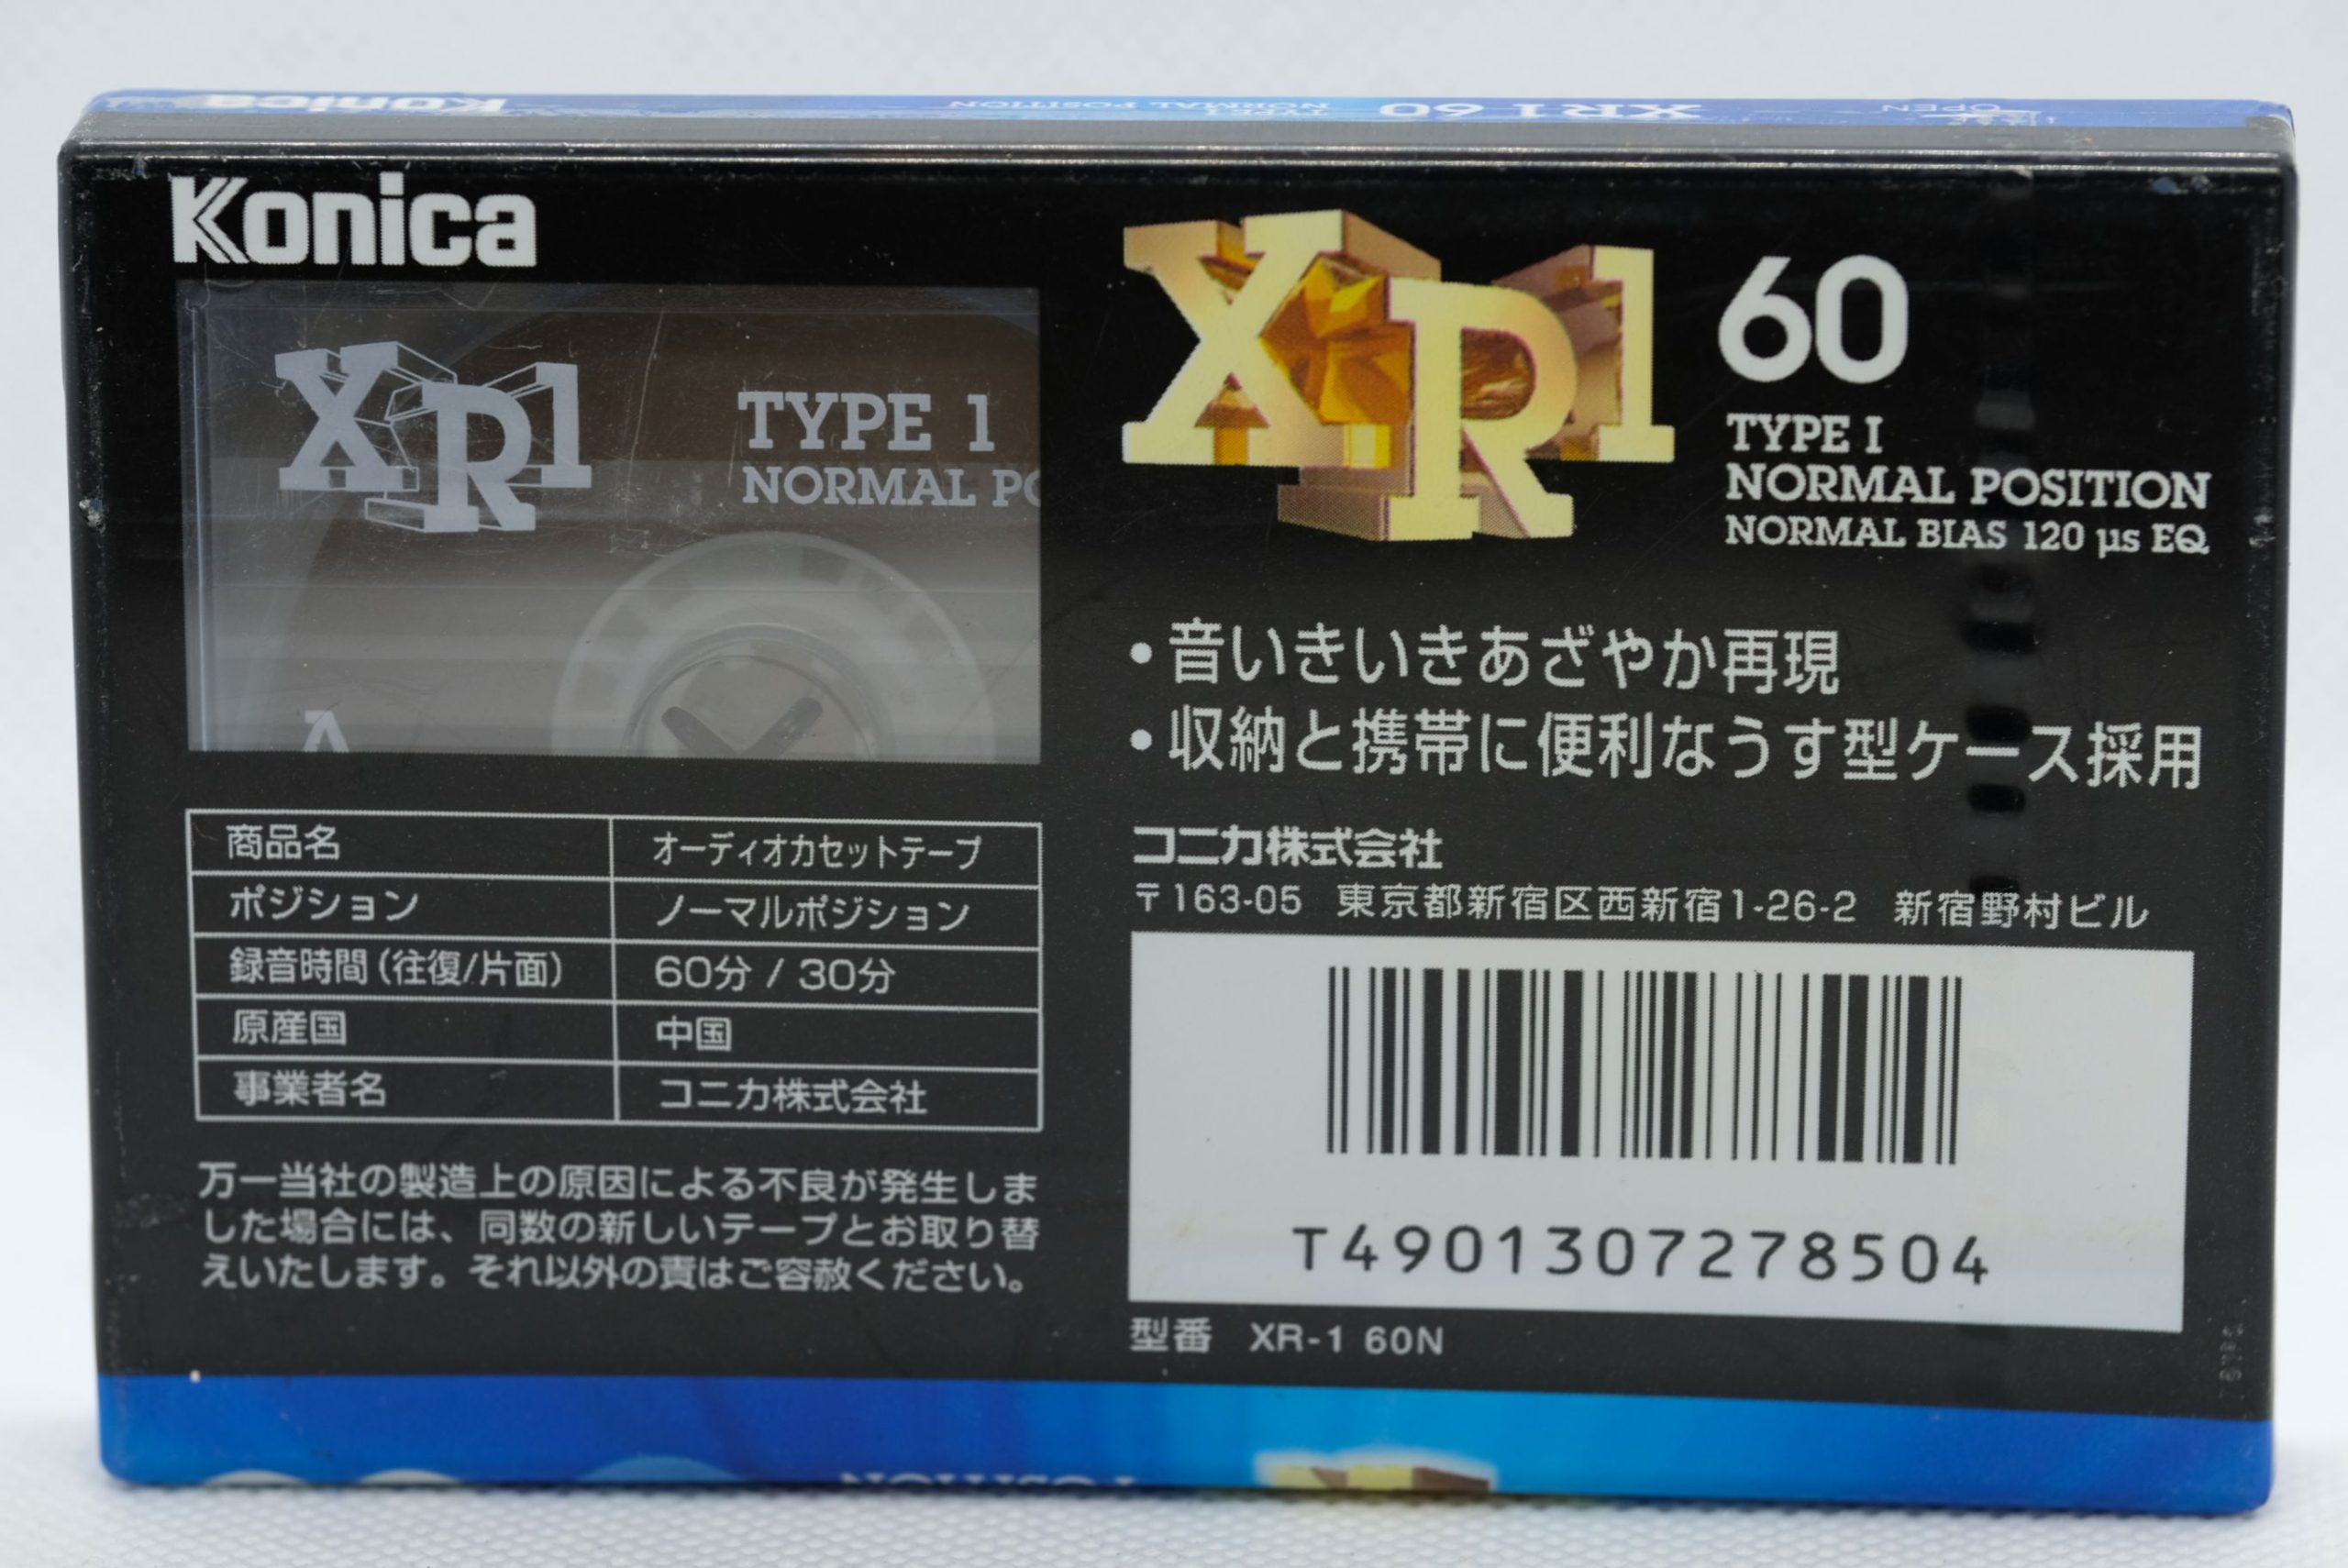 Konica
NORMAL POSITION
XR1 60
OPEN
Konica
XR1
TYPE 1
NORMAL PO
A
XR1
60
TYPE I
NORMAL POSITION
NORMAL BIAS 120 µs EQ
• 音いきいきあざやか再現
• 収納と携帯に便利なうす型ケース採用
商品名 オーディオカセットテープ
ポジション ノーマルポジション
録音時間(往復/片面) 60分 / 30分
原産国 中国
事業者名 コニカ株式会社
万一当社の製造上の原因による不良が発生しま
した場合には、同数の新しいテープとお取り替
えいたします。それ以外の責はご容赦ください。
コニカ株式会社
〒163-05 東京都新宿区西新宿1-26-2 新宿野村ビル
T4901307278504
型番 XR-1 60N